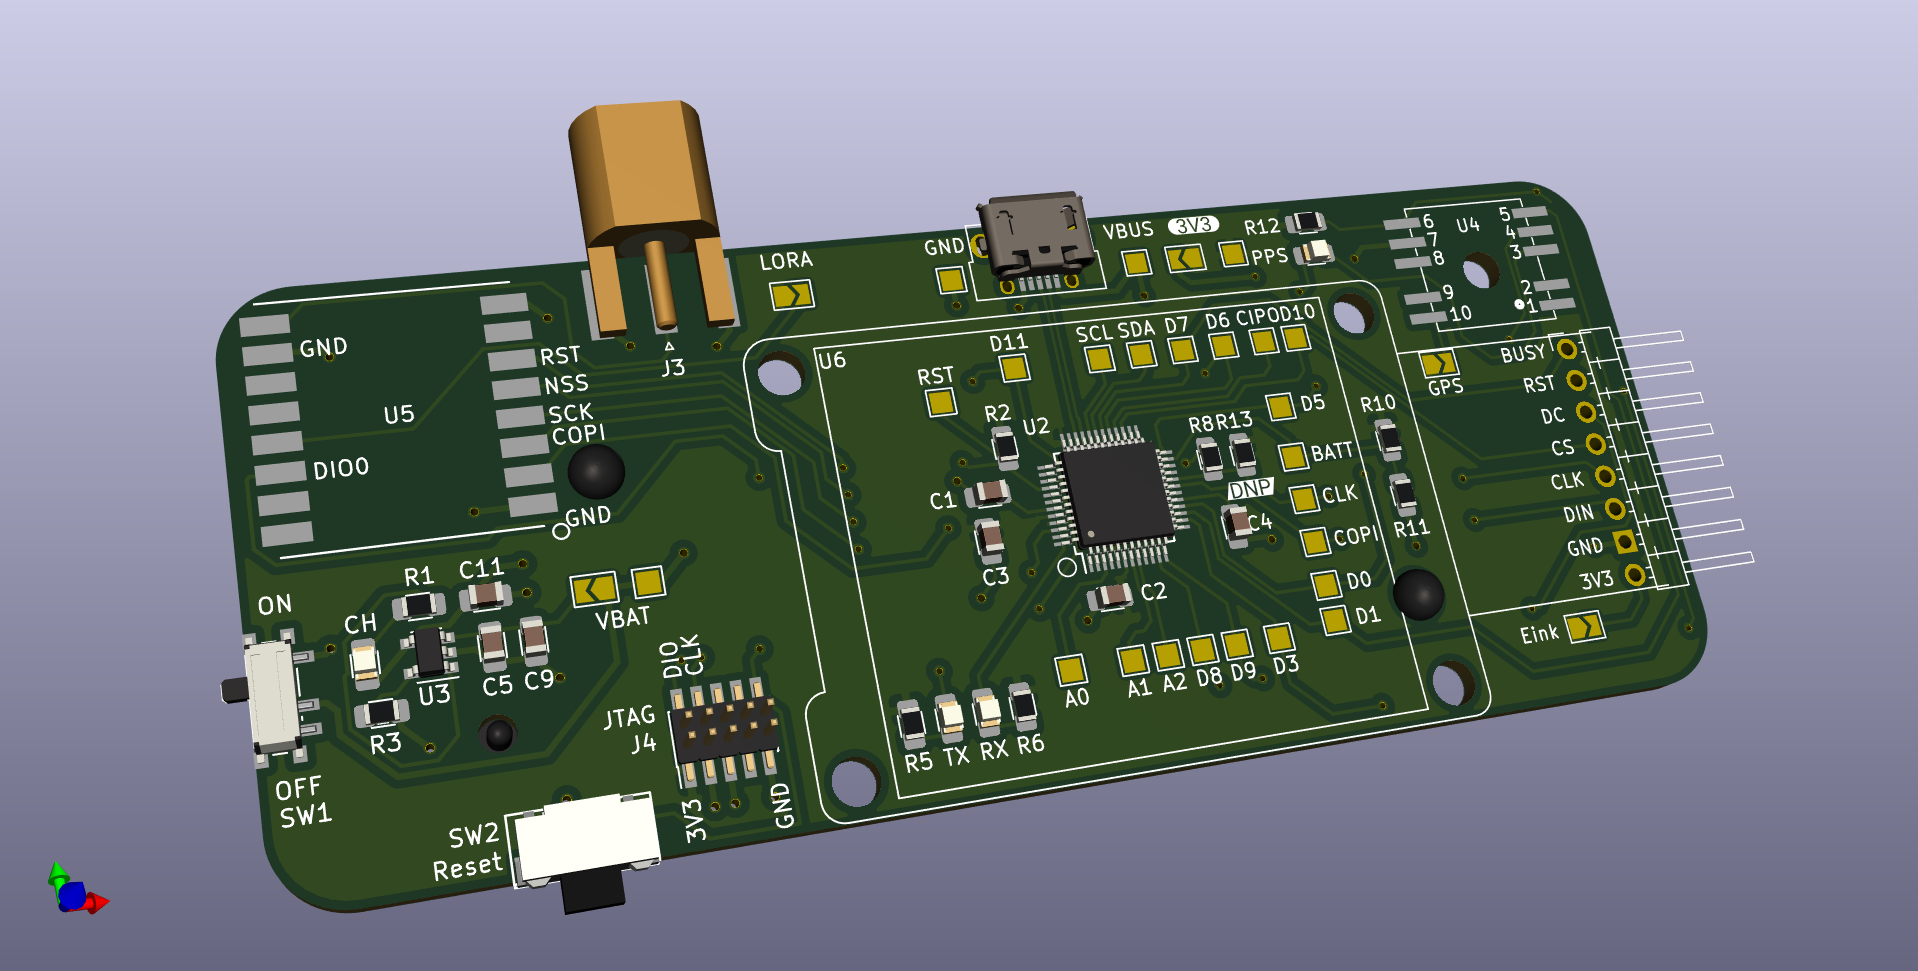 LORA
GND
VBUS
3V3
R12
PPS
6
7
8
9
10
U4
5
4
3
2
1
GND
U5
DIO0
RST
NSS
SCK
COPI
GND
J3
U6
D11
RST
SCL
SDA
D7
D6
CIPO
D10
R2
U2
C1
C3
C2
R8
R13
DNP
C4
D5
BATT
CLK
COPI
D0
D1
R10
R11
GPS
BUSY
RST
DC
CS
CLK
DIN
GND
3V3
Eink
ON
CH
R1
C11
VBAT
U3
C5
C9
R3
OFF
SW1
DIO
CLK
JTAG
J4
3V3
GND
SW2
Reset
R5
TX
RX
R6
A0
A1
A2
D8
D9
D3